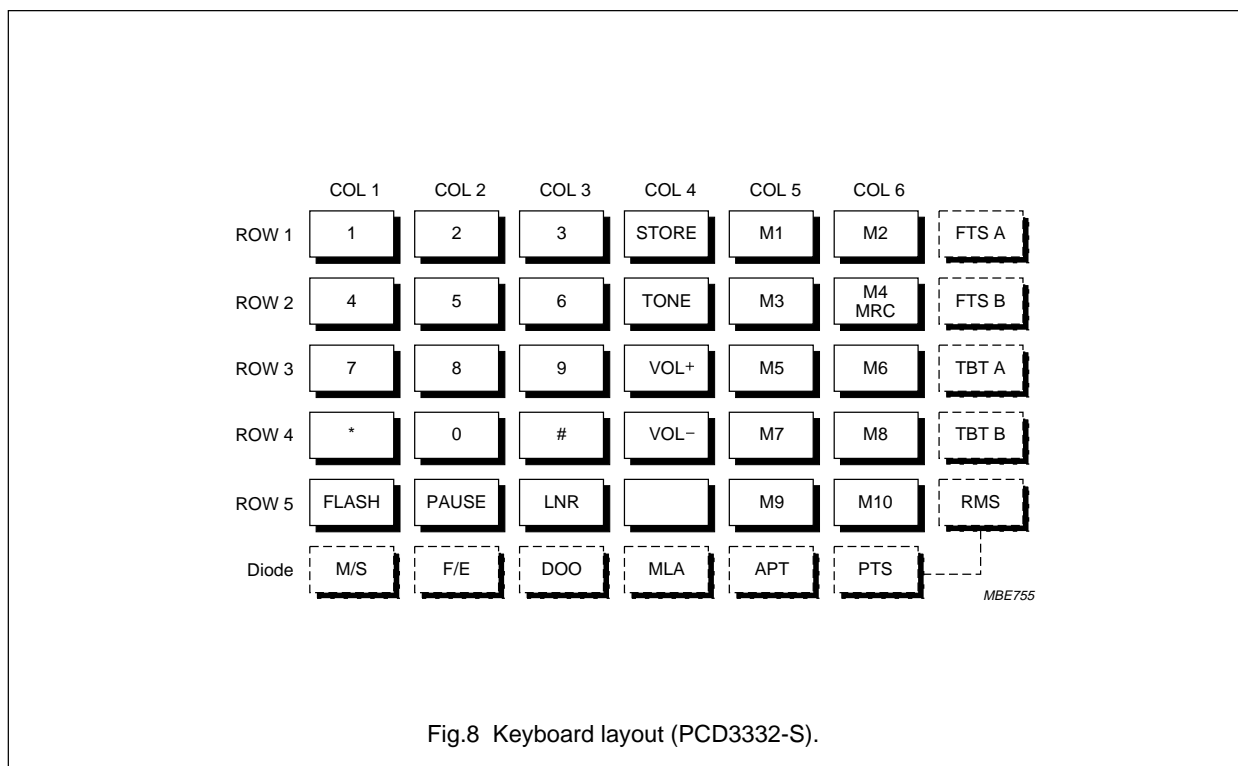 COL 1 COL 2 COL 3 COL 4 COL 5 COL 6
ROW 1 1 2 3 STORE M1 M2 FTS A
ROW 2 4 5 6 TONE M3 M4 MRC FTS B
ROW 3 7 8 9 VOL+ M5 M6 TBT A
ROW 4 * 0 # VOL− M7 M8 TBT B
ROW 5 FLASH PAUSE LNR M9 M10 RMS
Diode M/S F/E DOO MLA APT PTS
MBE755
Fig.8 Keyboard layout (PCD3332-S).